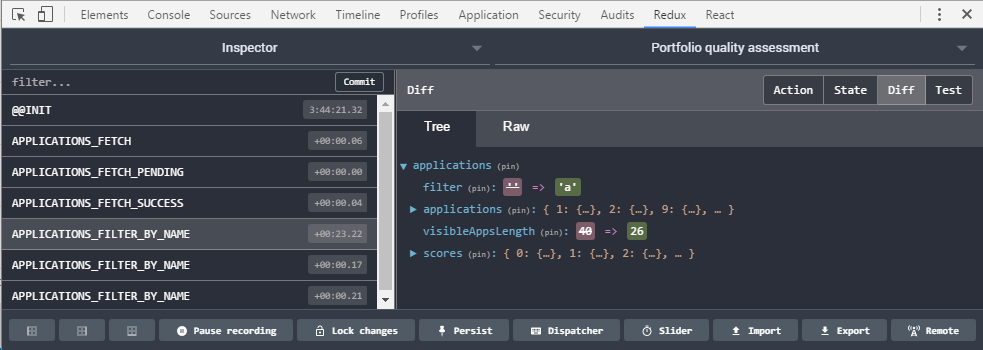 Elements Console Sources Network Timeline Profiles Application Security Audits Redux React
Inspector Portfolio quality assessment
filter... Commit
@@INIT 3:44:21.32
APPLICATIONS_FETCH +00:00.06
APPLICATIONS_FETCH_PENDING +00:00.00
APPLICATIONS_FETCH_SUCCESS +00:00.04
APPLICATIONS_FILTER_BY_NAME +00:23.22
APPLICATIONS_FILTER_BY_NAME +00:00.17
APPLICATIONS_FILTER_BY_NAME +00:00.21
Diff Action State Diff Test
Tree Raw
applications (pin)
filter (pin): '' => 'a'
applications (pin): { 1: {…}, 2: {…}, 9: {…}, … }
visibleAppsLength (pin): 40 => 26
scores (pin): { 0: {…}, 1: {…}, 2: {…}, … }
Pause recording Lock changes Persist Dispatcher Slider Import Export Remote